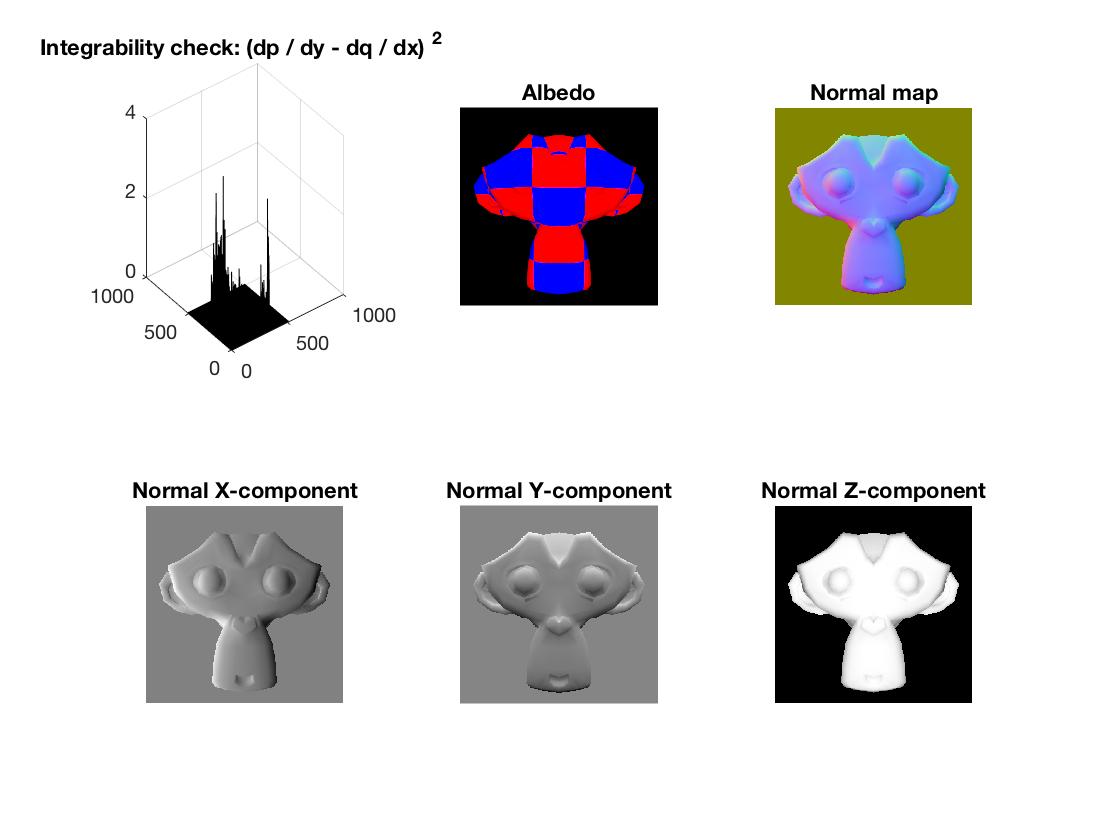 Integrability check: (dp / dy - dq / dx) 2
4
2
0
1000
500
0
0
500
1000
Albedo
Normal map
Normal X-component
Normal Y-component
Normal Z-component